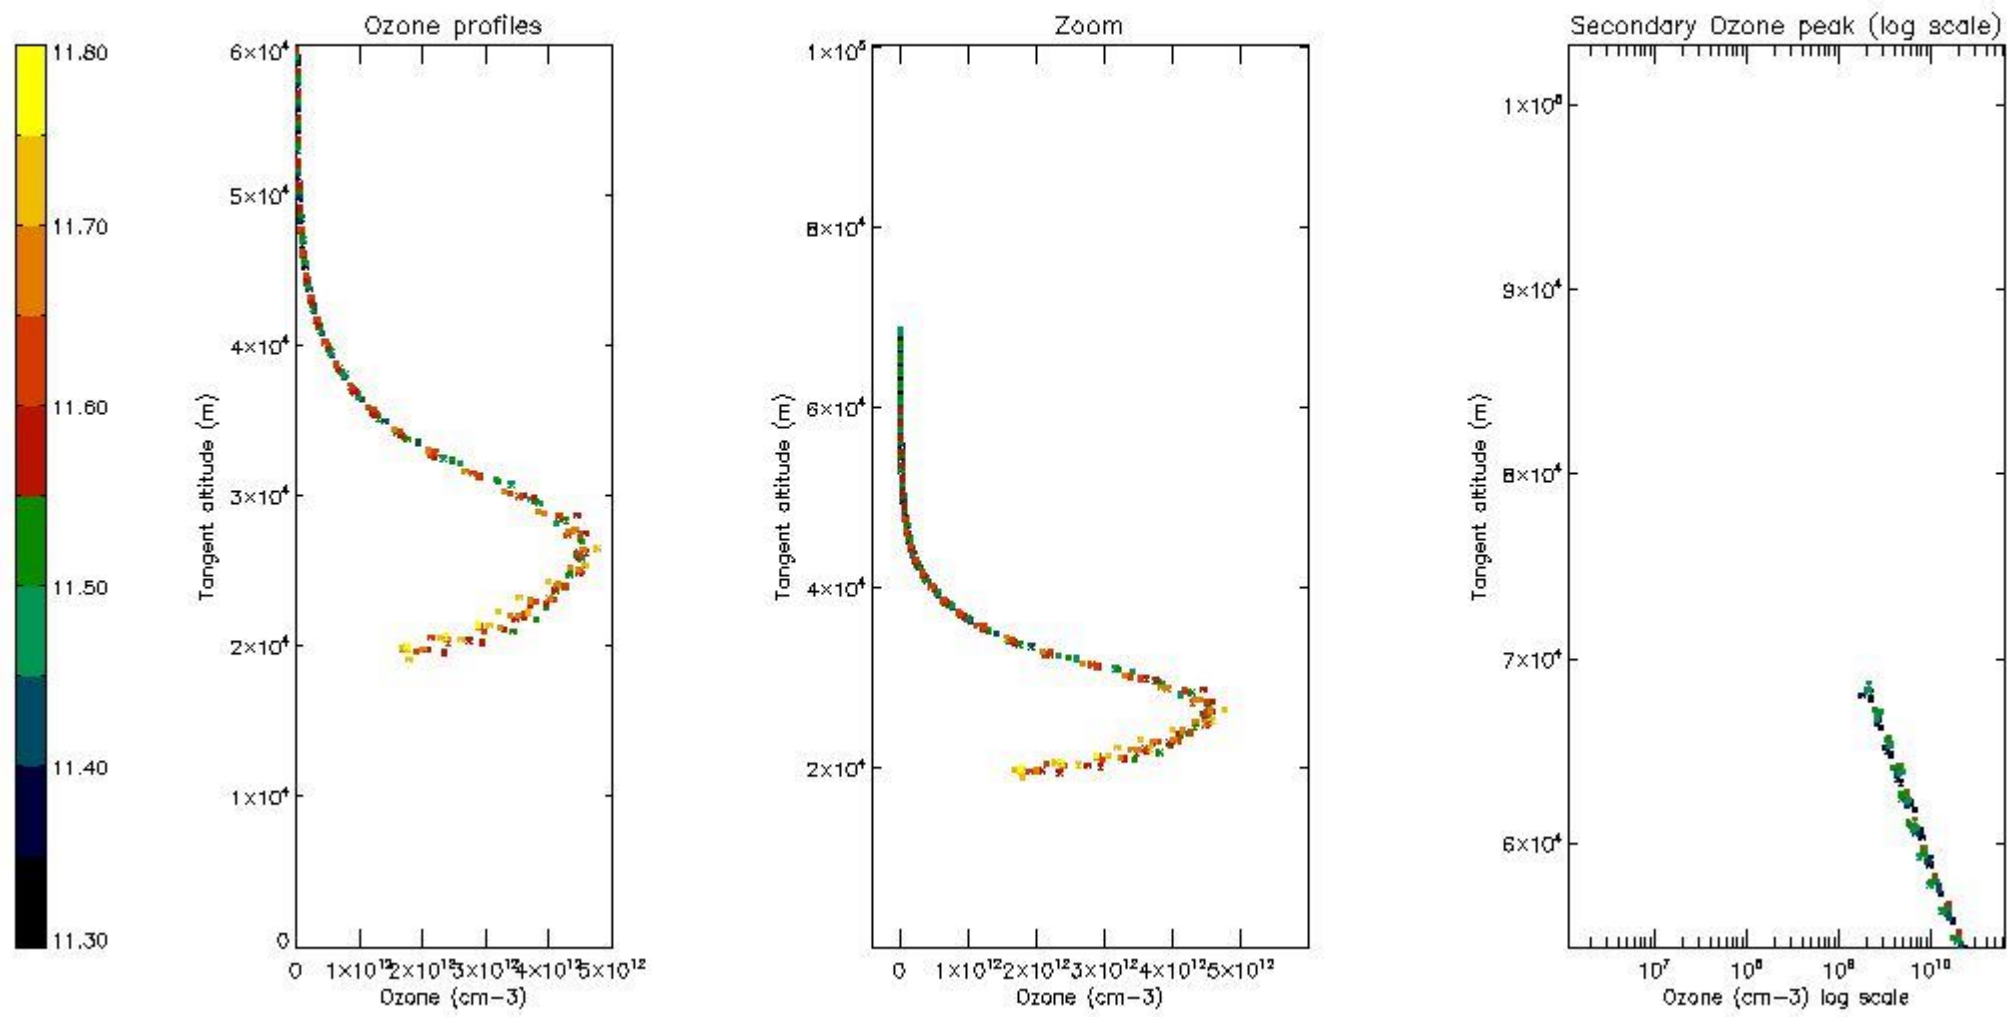 Ozone profiles
Zoom
Secondary Ozone peak (log scale)
11.80
11.70
11.60
11.50
11.40
11.30
6×10⁴
5×10⁴
4×10⁴
3×10⁴
2×10⁴
1×10⁴
0
Tangent altitude (m)
0 1×10¹² 2×10¹² 3×10¹² 4×10¹² 5×10¹²
Ozone (cm−3)
1×10⁵
8×10⁴
6×10⁴
4×10⁴
2×10⁴
Tangent altitude (m)
0 1×10¹² 2×10¹² 3×10¹² 4×10¹² 5×10¹²
Ozone (cm−3)
9×10⁴
8×10⁴
7×10⁴
6×10⁴
Tangent altitude (m)
10⁷ 10¹⁰
Ozone (cm−3) log scale